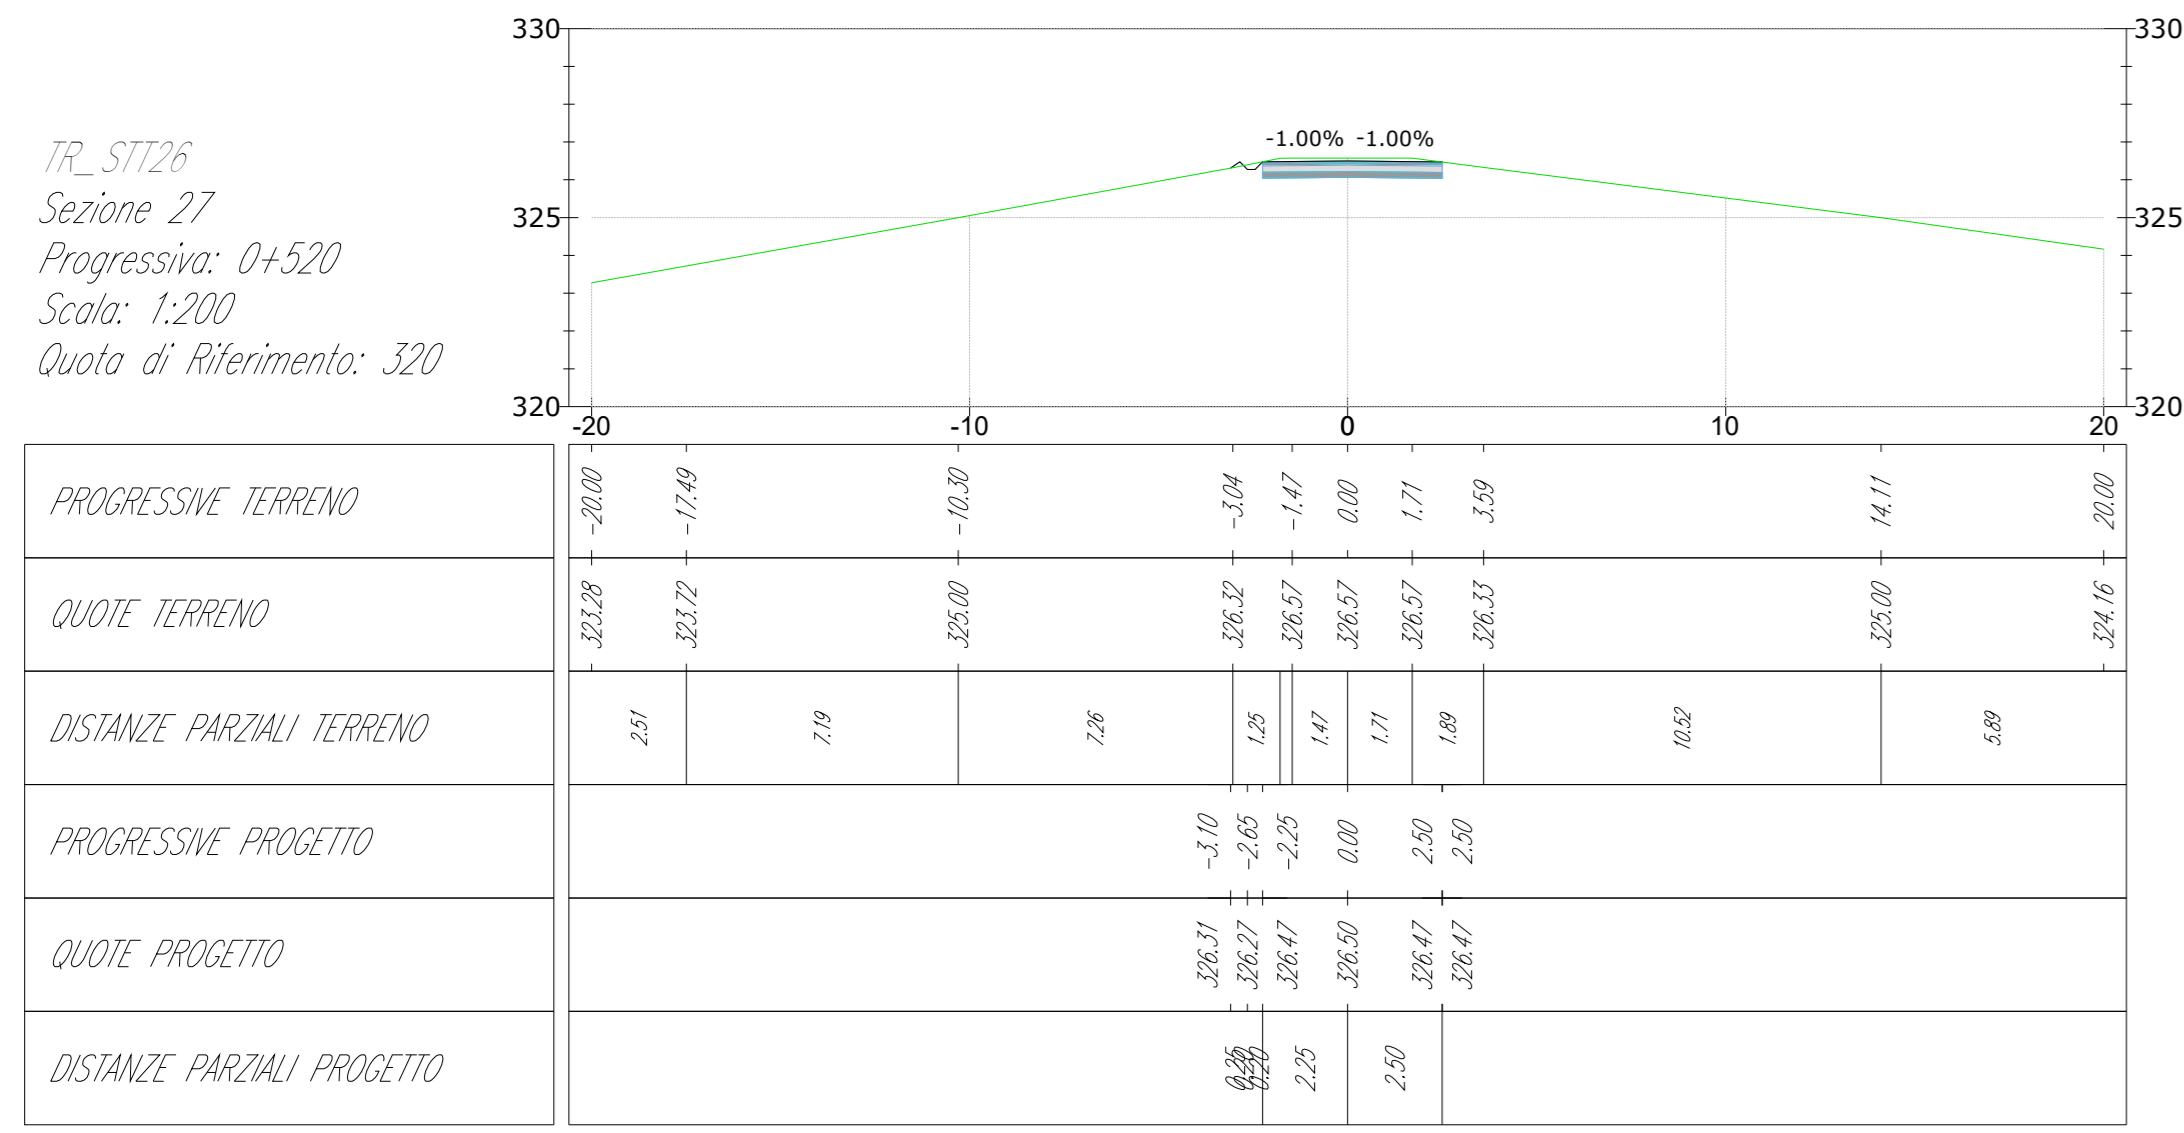 330
330
TR_STT26
Sezione 27
Progressiva: 0+520
Scala: 1:200
Quota di Riferimento: 320
-1.00% -1.00%
325
325
320
320
-20 -10 0 10 20
PROGRESSIVE TERRENO
-20.00 -17.49 -10.30 -3.04 -1.47 0.00 1.71 3.59 14.11 20.00
QUOTE TERRENO
323.28 323.72 325.00 326.32 326.57 326.57 326.57 326.33 325.00 324.16
DISTANZE PARZIALI TERRENO
2.51 7.19 7.26 1.25 1.47 1.71 1.89 10.52 5.89
PROGRESSIVE PROGETTO
-3.10 -2.65 -2.25 0.00 2.50 2.50
QUOTE PROGETTO
326.31 326.27 326.47 326.50 326.47 326.47
DISTANZE PARZIALI PROGETTO
0.25 0.20 2.25 2.50